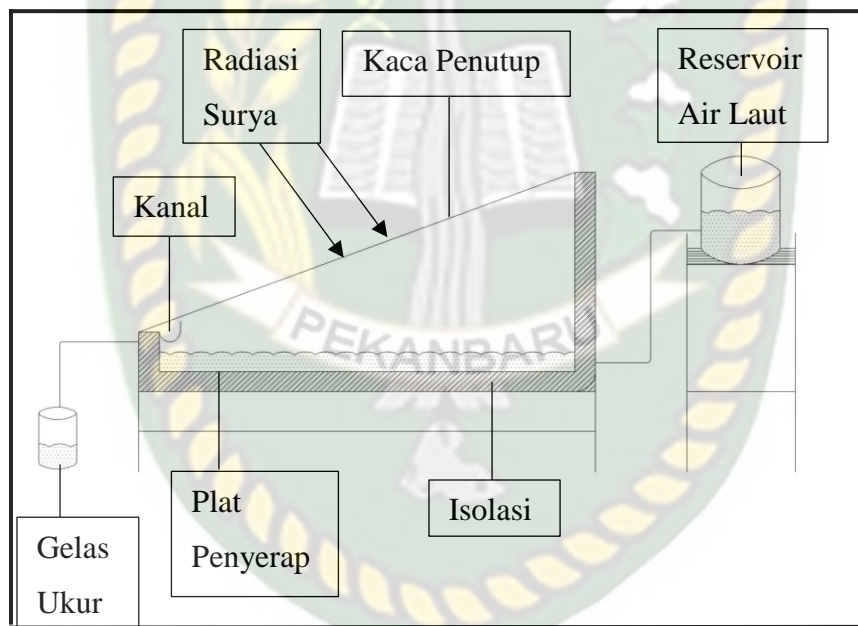 Radiasi
Surya
Kaca Penutup
Reservoir
Air Laut
Kanal
PEKANBARU
Plat
Penyerap
Isolasi
Gelas
Ukur